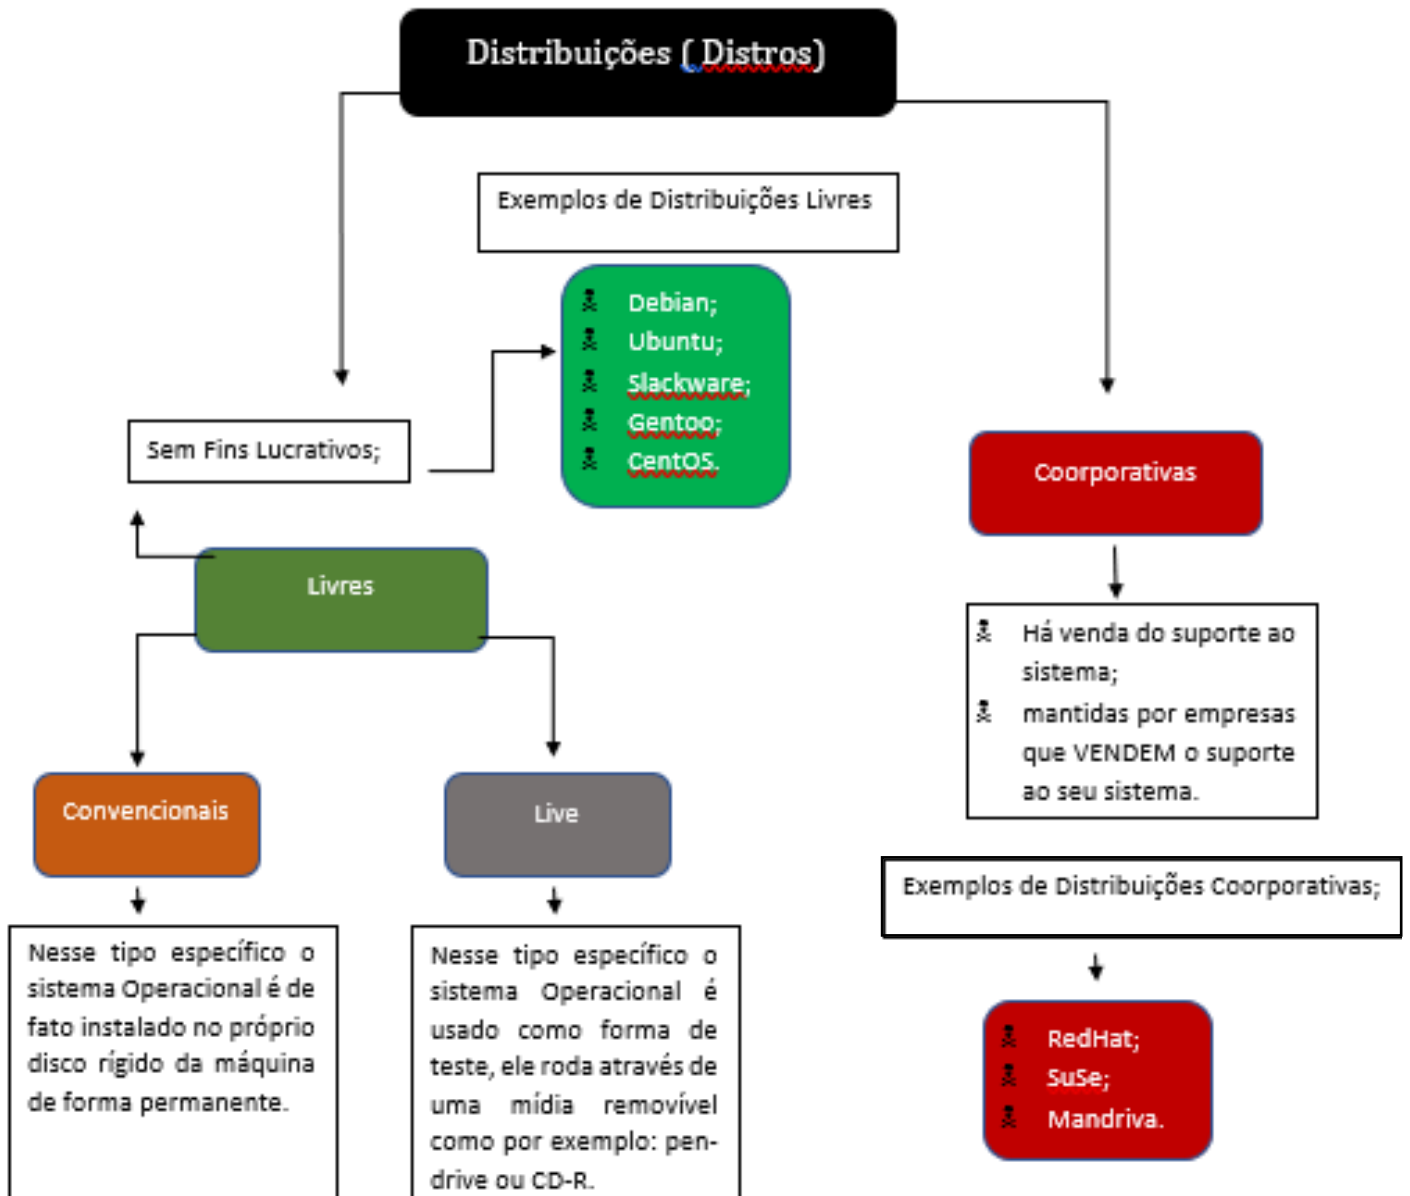 Distribuições ( Distros)
Exemplos de Distribuições Livres
Debian;
Ubuntu;
Slackware;
Gentoo;
CentOS.
Sem Fins Lucrativos;
Livres
Convencionais
Nesse tipo específico o
sistema Operacional é de
fato instalado no próprio
disco rígido da máquina
de forma permanente.
Live
Nesse tipo específico o
sistema Operacional é
usado como forma de
teste, ele roda através de
uma mídia removível
como por exemplo: pen-
drive ou CD-R.
Coorporativas
Há venda do suporte ao
sistema;
mantidas por empresas
que VENDEM o suporte
ao seu sistema.
Exemplos de Distribuições Coorporativas;
RedHat;
SuSe;
Mandriva.